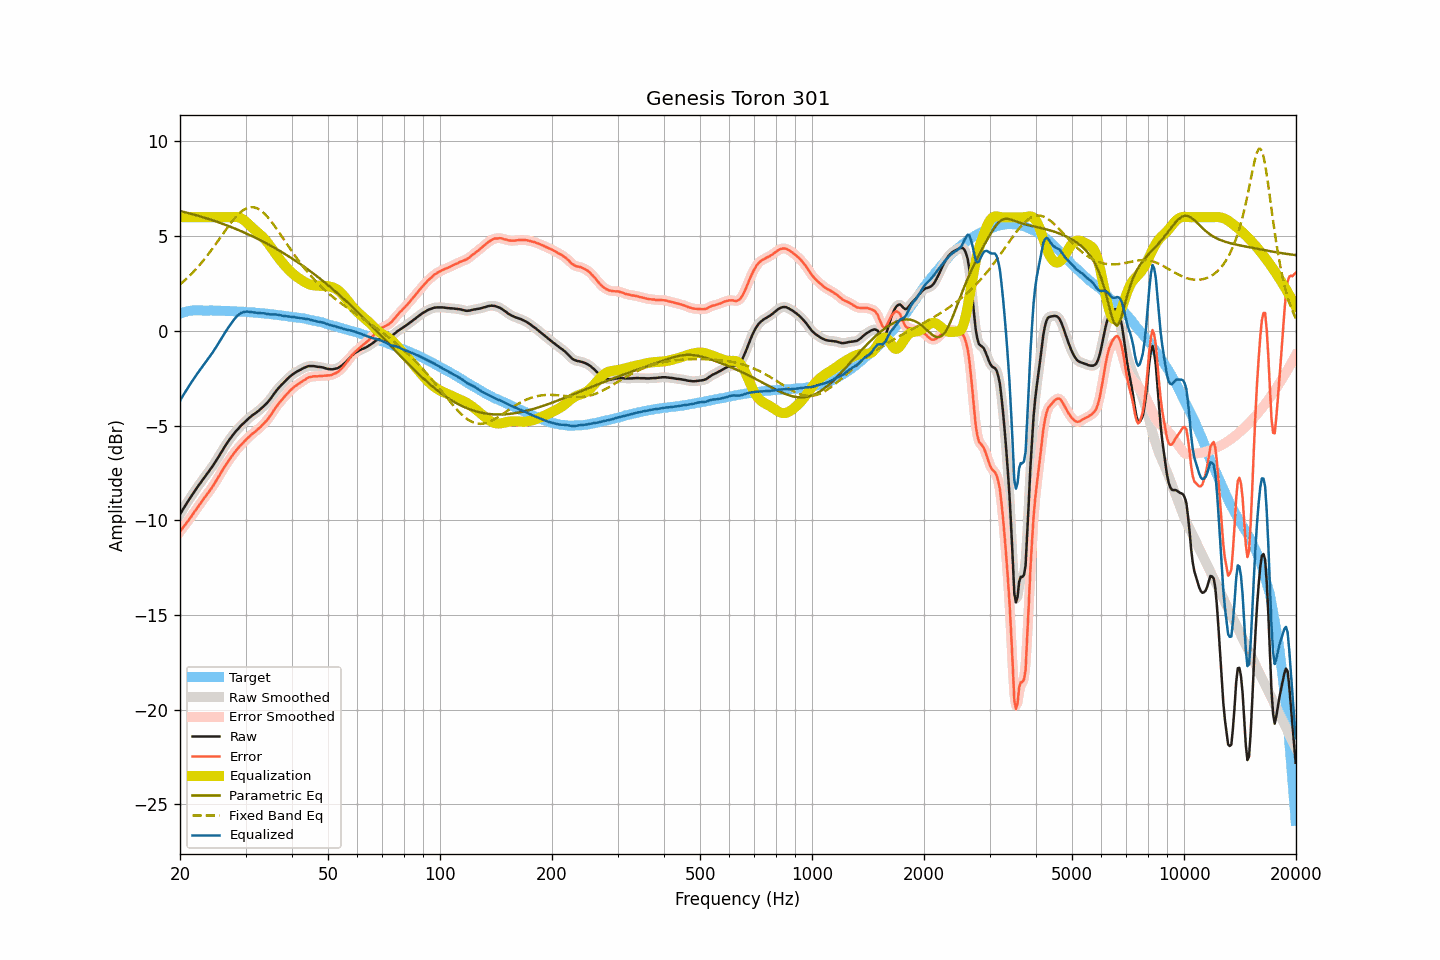 Genesis Toron 301
10
5
0
−5
−10
−15
−20
−25
Amplitude (dBr)
Target
Raw Smoothed
Error Smoothed
Raw
Error
Equalization
Parametric Eq
Fixed Band Eq
Equalized
20 50 100 200 500 1000 2000 5000 10000 20000
Frequency (Hz)